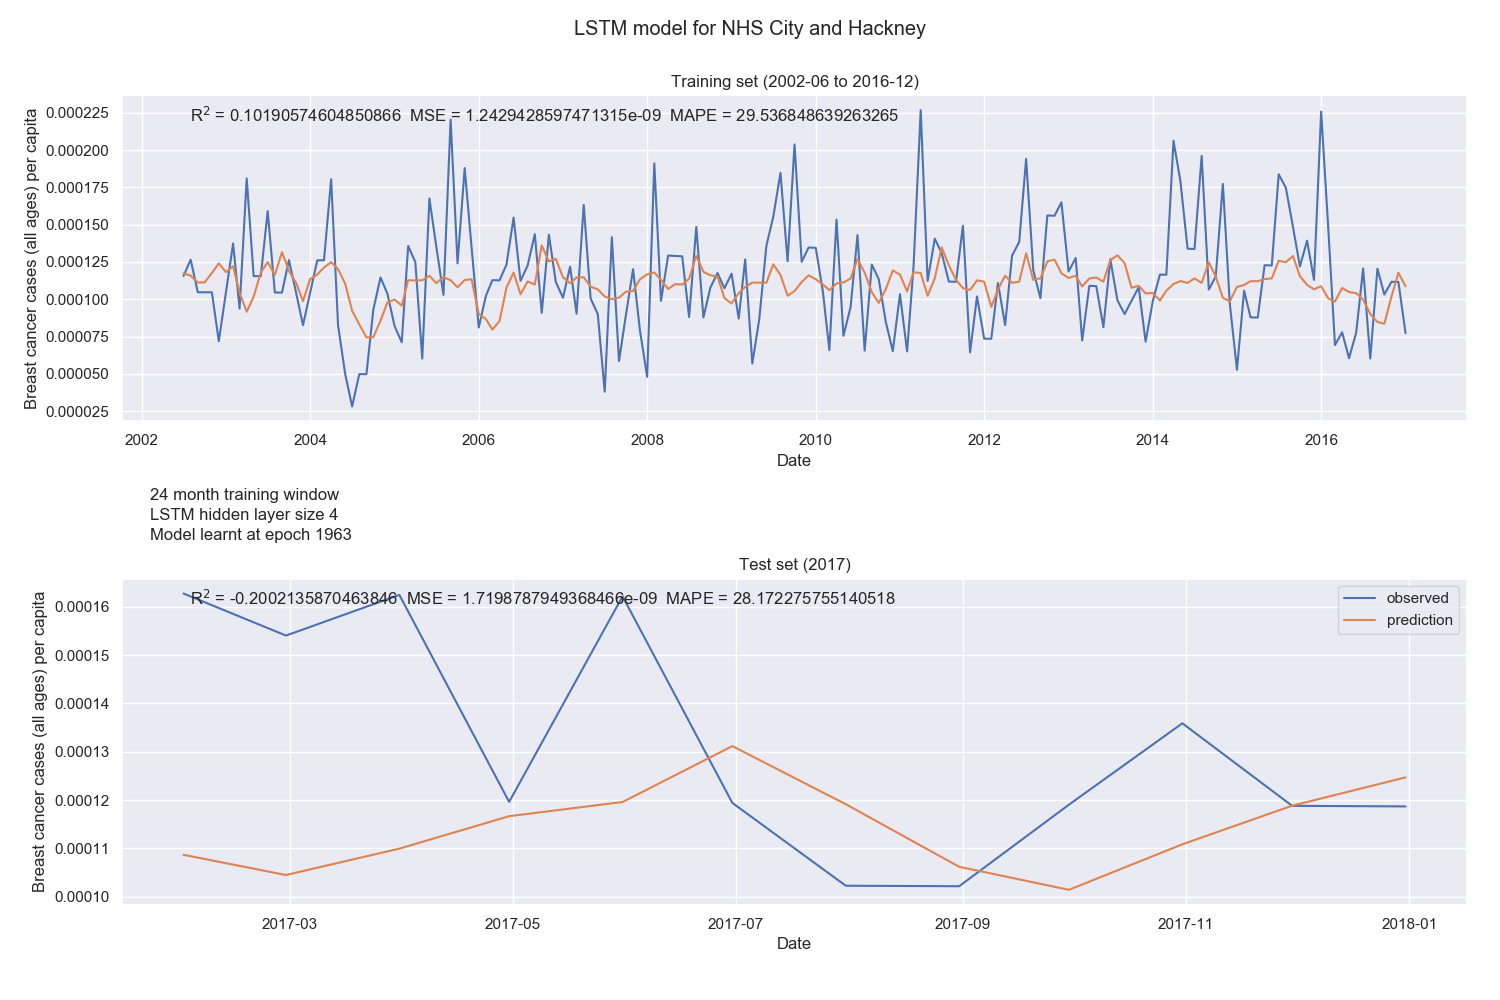 LSTM model for NHS City and Hackney
Training set (2002-06 to 2016-12)
R² = 0.10190574604850866 MSE = 1.2429428597471315e-09 MAPE = 29.536848639263265
Breast cancer cases (all ages) per capita
0.000225
0.000200
0.000175
0.000150
0.000125
0.000100
0.000075
0.000050
0.000025
2002 2004 2006 2008 2010 2012 2014 2016
Date
24 month training window
LSTM hidden layer size 4
Model learnt at epoch 1963
Test set (2017)
R² = -0.2002135870463846 MSE = 1.7198787949368466e-09 MAPE = 28.172275755140518
observed
prediction
Breast cancer cases (all ages) per capita
0.00016
0.00015
0.00014
0.00013
0.00012
0.00011
0.00010
2017-03 2017-05 2017-07 2017-09 2017-11 2018-01
Date